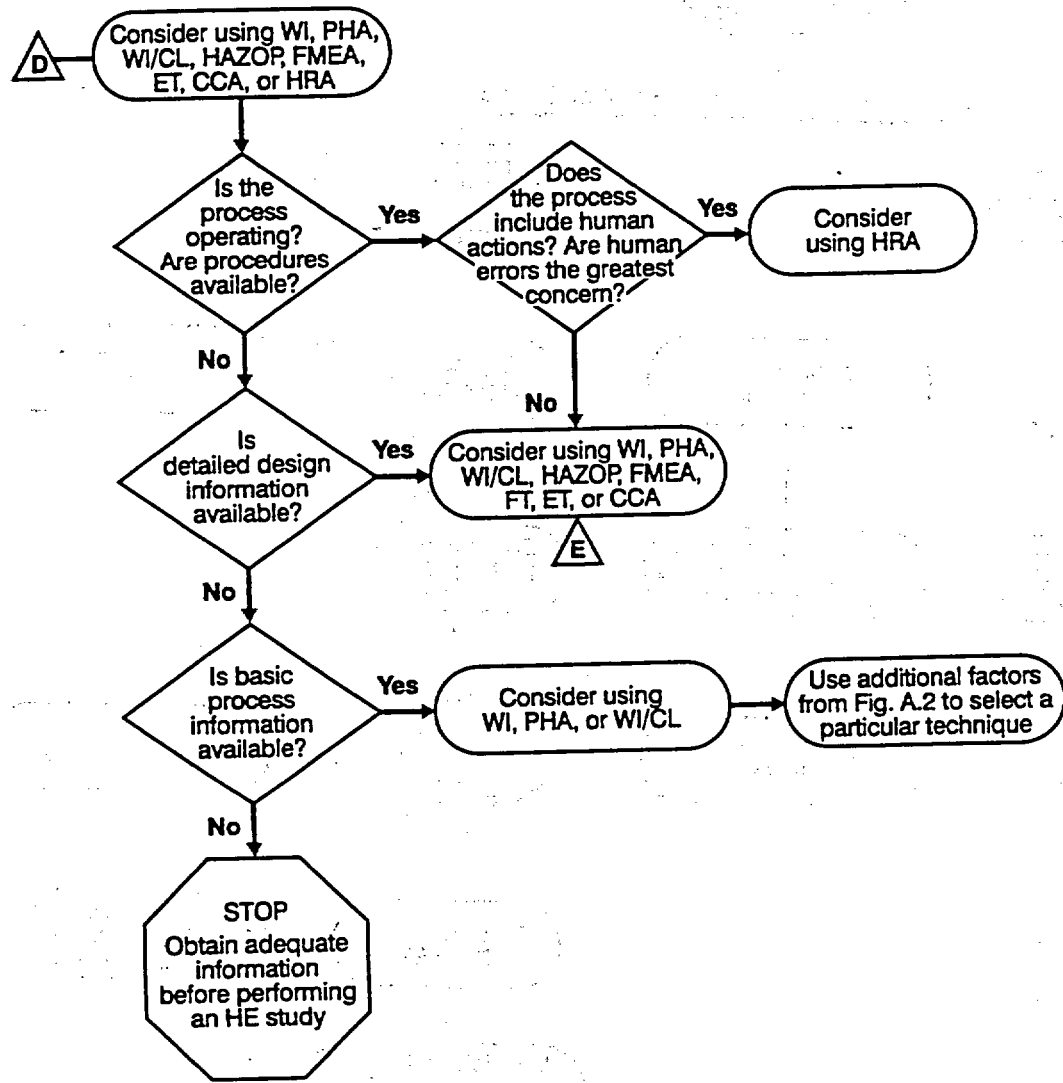 D
Consider using WI, PHA,
WI/CL, HAZOP, FMEA,
ET, CCA, or HRA
Is the
process
operating?
Are procedures
available?
Yes
Does
the process
include human
actions? Are human
errors the greatest
concern?
Yes
Consider
using HRA
No
No
Is
detailed design
information
available?
Yes
Consider using WI, PHA,
WI/CL, HAZOP, FMEA,
FT, ET, or CCA
E
No
Is basic
process
information
available?
Yes
Consider using
WI, PHA, or WI/CL
Use additional factors
from Fig. A.2 to select a
particular technique
No
STOP
Obtain adequate
information
before performing
an HE study